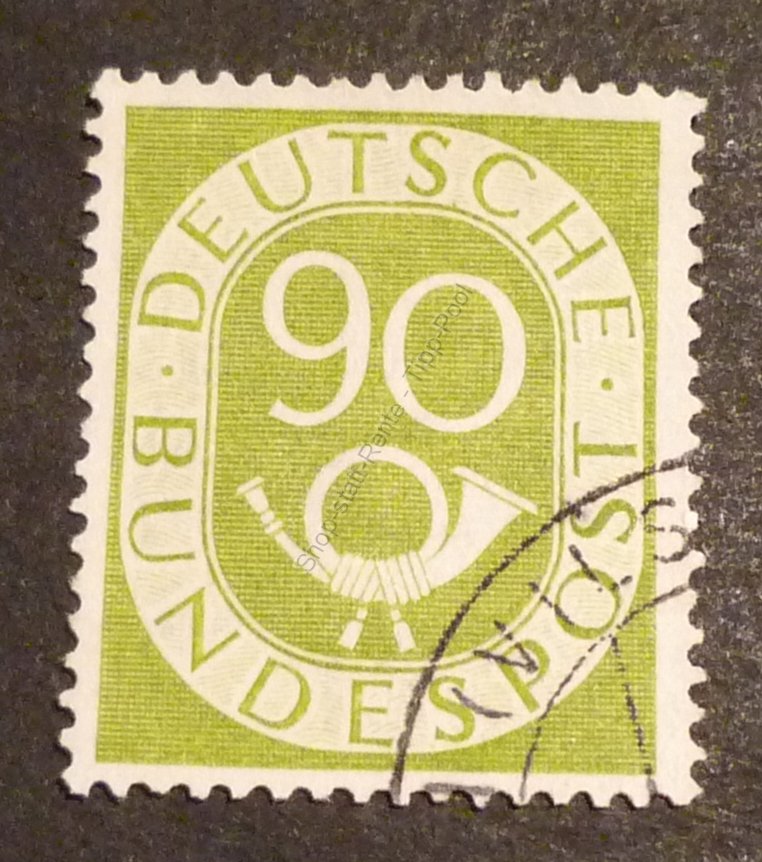 DEUTSCHE · BUNDESPOST ·
90
Shop-statt-Rente - Tipp-Pool